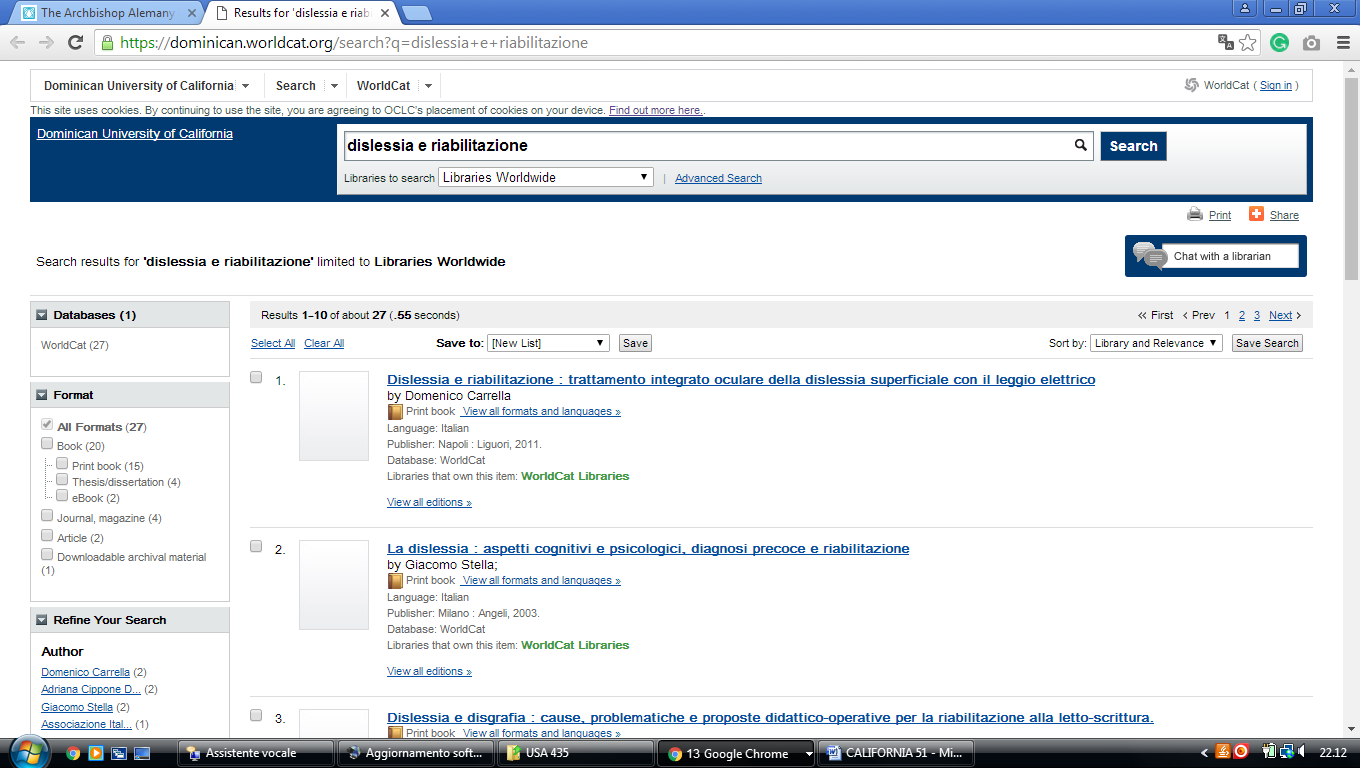 The Archbishop Alemany
Results for 'dislessia e riab
https://dominican.worldcat.org/search?q=dislessia+e+riabilitazione
Dominican University of California
Search
WorldCat
WorldCat ( Sign in )
This site uses cookies. By continuing to use the site, you are agreeing to OCLC's placement of cookies on your device. Find out more here..
Dominican University of California
dislessia e riabilitazione
Search
Libraries to search Libraries Worldwide | Advanced Search
Print Share
Chat with a librarian
Search results for 'dislessia e riabilitazione' limited to Libraries Worldwide
Databases (1)
WorldCat (27)
Format
All Formats (27)
Book (20)
Print book (15)
Thesis/dissertation (4)
eBook (2)
Journal, magazine (4)
Article (2)
Downloadable archival material
(1)
Refine Your Search
Author
Domenico Carrella (2)
Adriana Cippone D... (2)
Giacomo Stella (2)
Associazione Ital... (1)
Results 1-10 of about 27 (.55 seconds)
« First ‹ Prev 1 2 3 Next ›
Select All Clear All Save to: [New List] Save
Sort by: Library and Relevance Save Search
1. Dislessia e riabilitazione : trattamento integrato oculare della dislessia superficiale con il leggio elettrico
by Domenico Carrella
Print book View all formats and languages »
Language: Italian
Publisher: Napoli : Liguori, 2011.
Database: WorldCat
Libraries that own this item: WorldCat Libraries
View all editions »
2. La dislessia : aspetti cognitivi e psicologici, diagnosi precoce e riabilitazione
by Giacomo Stella;
Print book View all formats and languages »
Language: Italian
Publisher: Milano : Angeli, 2003.
Database: WorldCat
Libraries that own this item: WorldCat Libraries
View all editions »
3. Dislessia e disgrafia : cause, problematiche e proposte didattico-operative per la riabilitazione alla letto-scrittura.
Print book View all formats and languages »
Assistente vocale
Aggiornamento soft...
USA 435
13 Google Chrome
CALIFORNIA 51 - Mi...
22.12